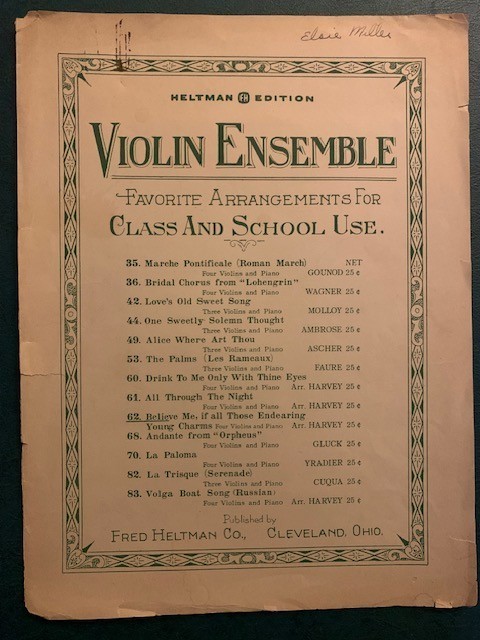 Elsie Miller
HELTMAN FH EDITION
VIOLIN ENSEMBLE
FAVORITE ARRANGEMENTS FOR
CLASS AND SCHOOL USE.
35. Marche Pontificale (Roman March) NET
Four Violins and Piano GOUNOD 25¢
36. Bridal Chorus from "Lohengrin"
Four Violins and Piano WAGNER 25¢
42. Love's Old Sweet Song
Three Violins and Piano MOLLOY 25¢
44. One Sweetly Solemn Thought
Three Violins and Piano AMBROSE 25¢
49. Alice Where Art Thou
Three Violins and Piano ASCHER 25¢
53. The Palms (Les Rameaux)
Three Violins and Piano FAURE 25¢
60. Drink To Me Only With Thine Eyes
Four Violins and Piano Arr. HARVEY 25¢
61. All Through The Night
Four Violins and Piano Arr. HARVEY 25¢
62. Believe Me, if all Those Endearing
Young Charms Four Violins and Piano Arr. HARVEY 25¢
68. Andante from "Orpheus"
Four Violins and Piano GLUCK 25¢
70. La Paloma
Four Violins and Piano YRADIER 25¢
82. La Trisque (Serenade)
Three Violins and Piano CUQUA 25¢
83. Volga Boat Song (Russian)
Four Violins and Piano Arr. HARVEY 25¢
Published by
FRED HELTMAN CO., CLEVELAND, OHIO.